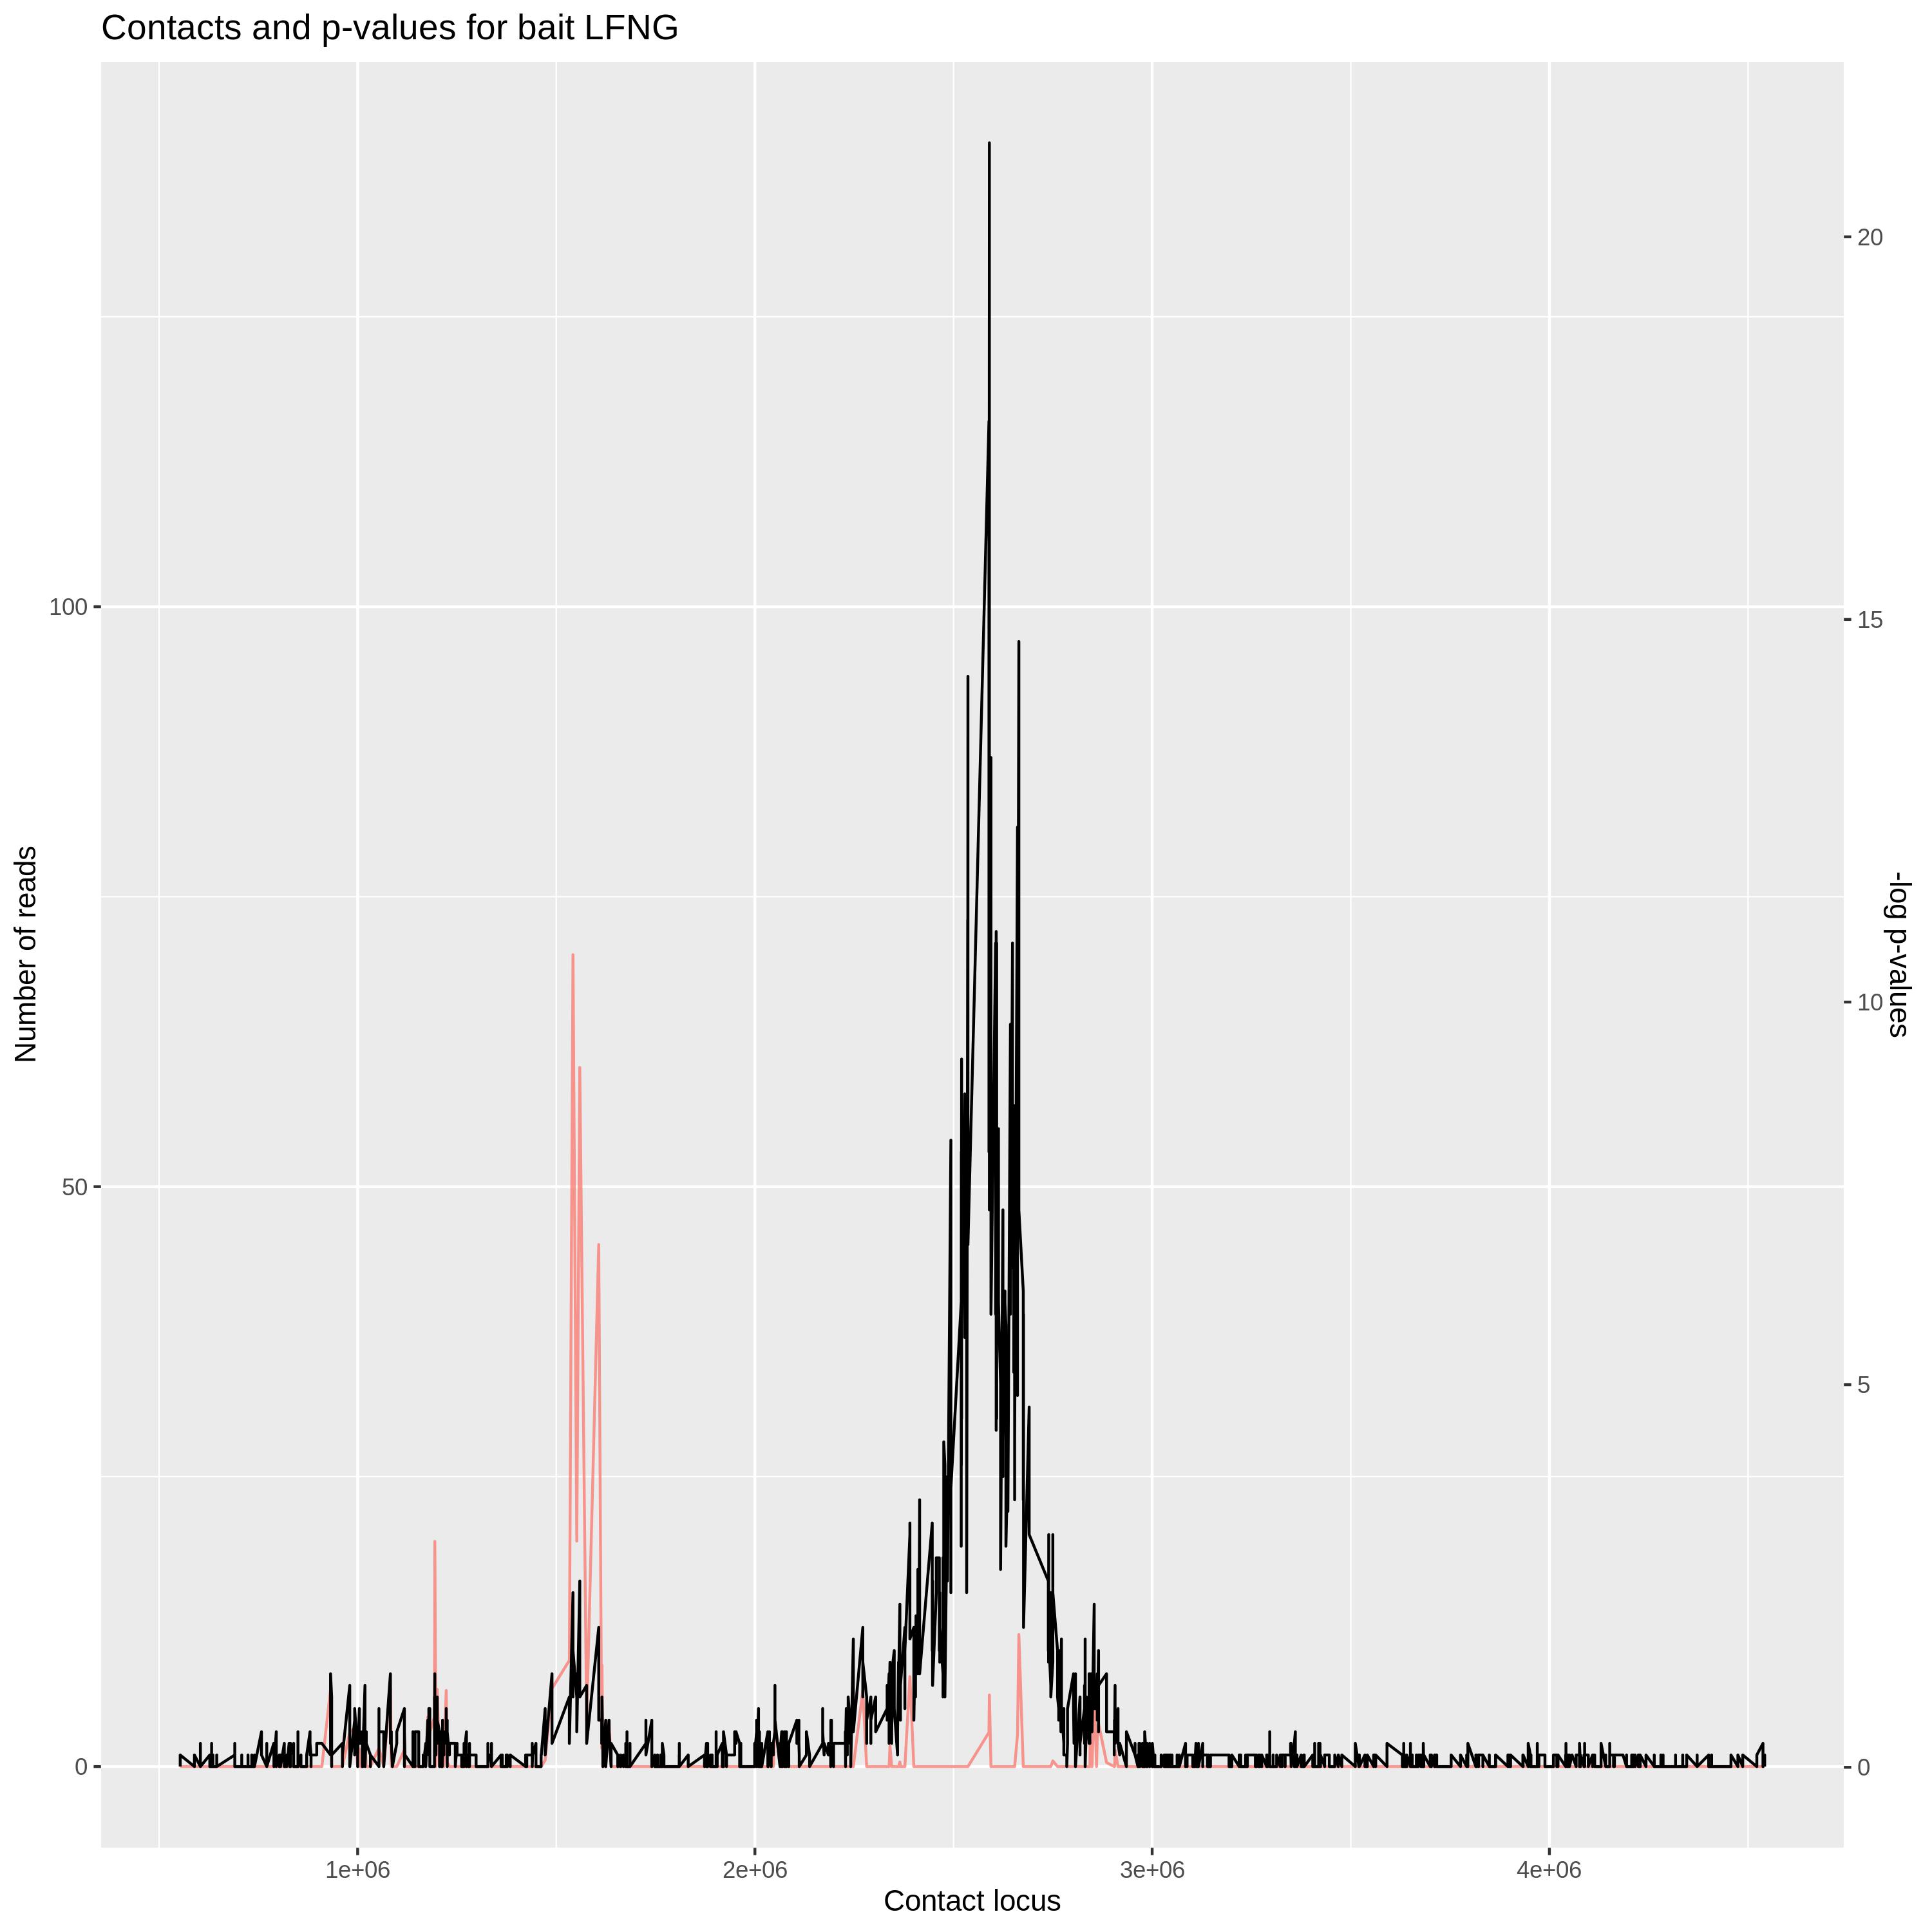 Contacts and p-values for bait LFNG
20
100
15
Number of reads
-log p-values
10
50
5
0
0
1e+06
2e+06
3e+06
4e+06
Contact locus